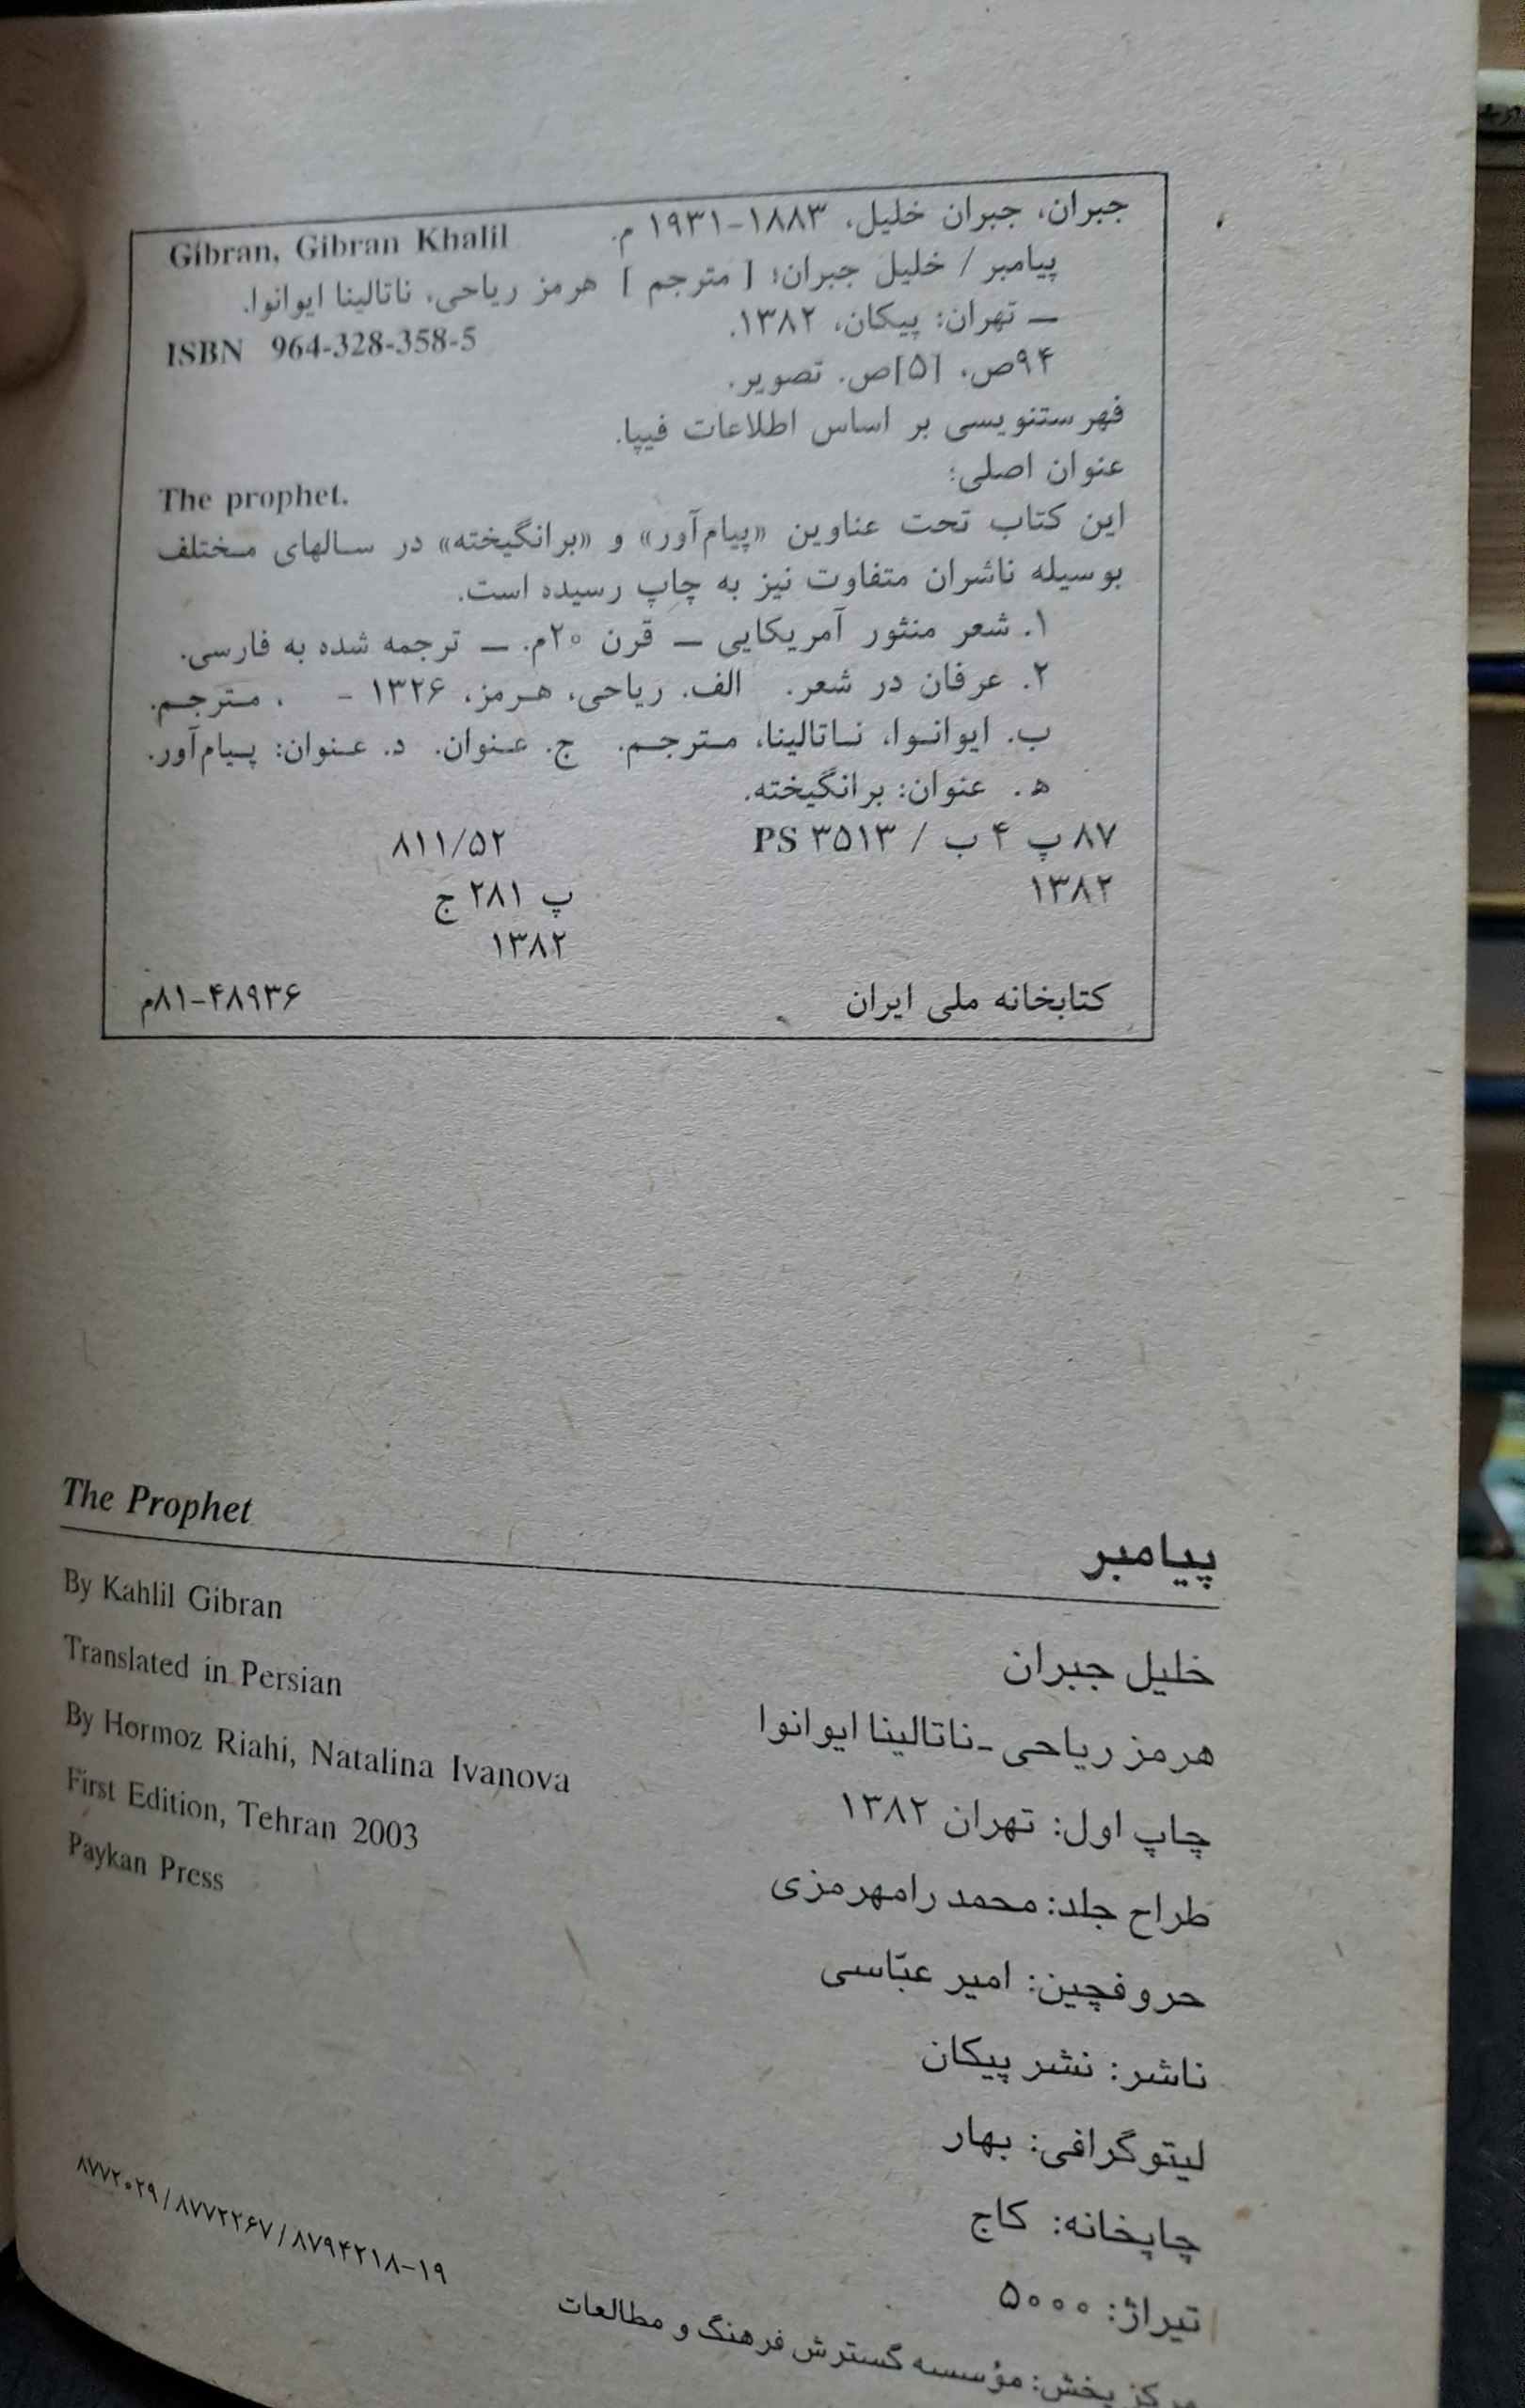 جبران، جبران خلیل، ۱۸۸۳-۱۹۳۱ م. Gibran, Gibran Khalil
پیامبر / خلیل جبران؛ [ مترجم ] هرمز ریاحی، ناتالینا ایوانوا.
— تهران: پیکان، ۱۳۸۲. ISBN 964-328-358-5
۹۴ص، [۵]ص. تصویر.
فهرستنویسی بر اساس اطلاعات فیپا.
عنوان اصلی: The prophet.
این کتاب تحت عناوین «پیام‌آور» و «برانگیخته» در سالهای مختلف
بوسیله ناشران متفاوت نیز به چاپ رسیده است.
۱. شعر منثور آمریکایی — قرن ۲۰م. — ترجمه شده به فارسی.
۲. عرفان در شعر. الف. ریاحی، هرمز، ۱۳۲۶ - ، مترجم.
ب. ایوانوا، ناتالینا، مترجم. ج. عنوان. د. عنوان: پیام‌آور.
ه. عنوان: برانگیخته.
۸۷ پ ۴ ب / PS ۳۵۱۳ ۸۱۱/۵۲
۱۳۸۲ پ ۲۸۱ ج
۱۳۸۲
کتابخانه ملی ایران ۴۸۹۳۶-۸۱م
The Prophet
By Kahlil Gibran
Translated in Persian
By Hormoz Riahi, Natalina Ivanova
First Edition, Tehran 2003
Paykan Press
پیامبر
خلیل جبران
هرمز ریاحی-ناتالینا ایوانوا
چاپ اول: تهران ۱۳۸۲
طراح جلد: محمد رامهرمزی
حروفچین: امیر عبّاسی
ناشر: نشر پیکان
لیتوگرافی: بهار
چاپخانه: کاج
تیراژ: ۵۰۰۰
مرکز پخش: مؤسسه گسترش فرهنگ و مطالعات
۸۷۷۲۰۲۹ / ۸۷۷۲۲۶۷ / ۸۷۹۴۲۱۸-۱۹